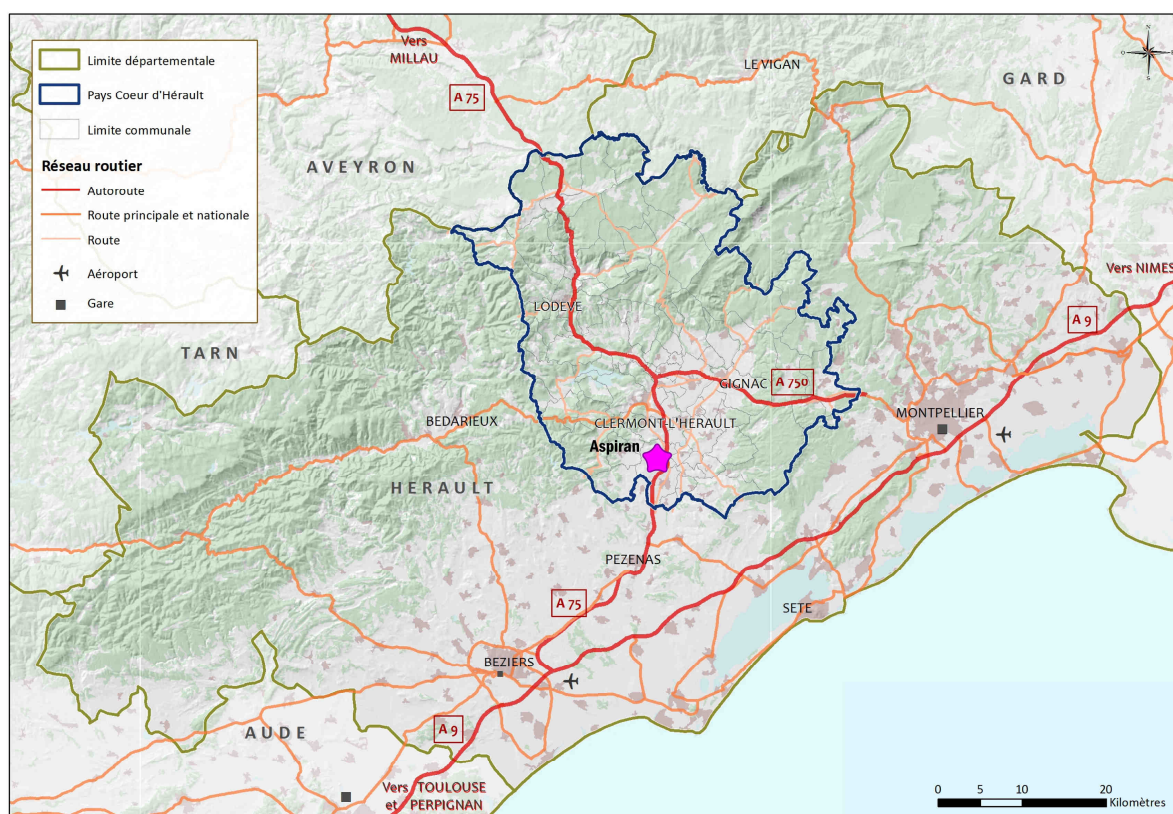 Limite départementale
Pays Coeur d'Hérault
Limite communale
Réseau routier
Autoroute
Route principale et nationale
Route
Aéroport
Gare
Vers
MILLAU
A 75
LE VIGAN
GARD
N
O
E
S
AVEYRON
Vers NIMES
A 9
LODEVE
TARN
GIGNAC
A 750
MONTPELLIER
BEDARIEUX
CLERMONT-L'HERAULT
Aspiran
HERAULT
PEZENAS
A 75
SETE
BEZIERS
A 9
AUDE
Vers TOULOUSE
et PERPIGNAN
0 5 10 20
Kilomètres